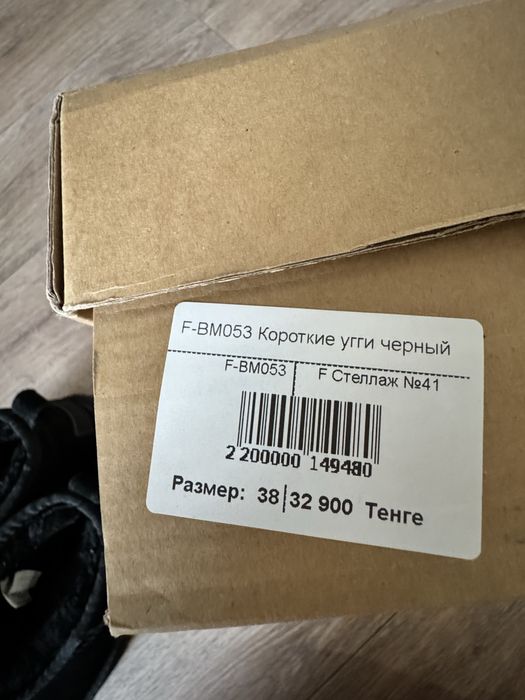 F-BM053 Короткие угги черный
F-BM053 F Стеллаж №41
2 200000 149480
Размер: 38 32 900 Тенге